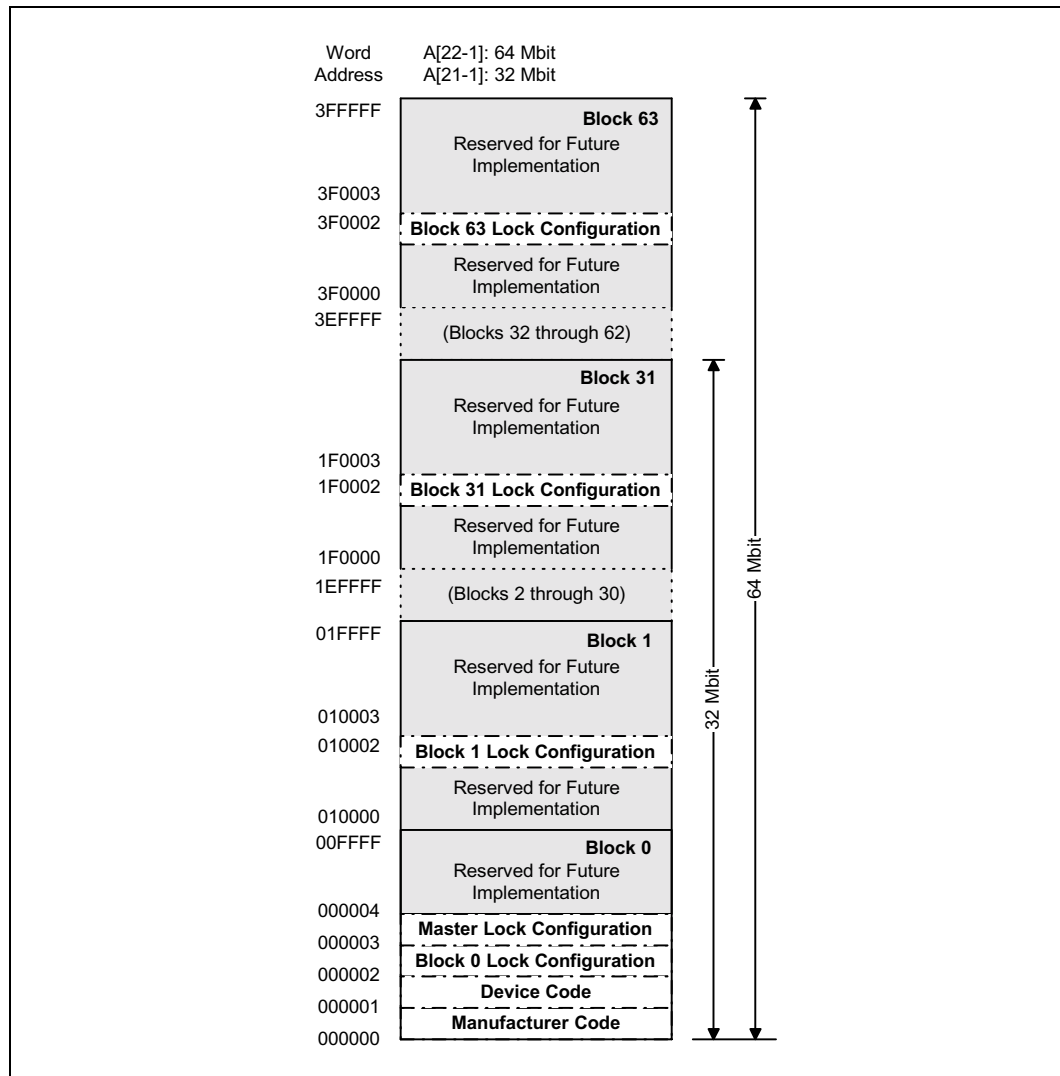 Word Address
A[22-1]: 64 Mbit
A[21-1]: 32 Mbit
3FFFFF
Block 63
Reserved for Future
Implementation
3F0003
3F0002
Block 63 Lock Configuration
Reserved for Future
Implementation
3F0000
3EFFFF
(Blocks 32 through 62)
Block 31
Reserved for Future
Implementation
1F0003
1F0002
Block 31 Lock Configuration
Reserved for Future
Implementation
1F0000
1EFFFF
(Blocks 2 through 30)
01FFFF
Block 1
Reserved for Future
Implementation
010003
010002
Block 1 Lock Configuration
Reserved for Future
Implementation
010000
00FFFF
Block 0
Reserved for Future
Implementation
000004
Master Lock Configuration
000003
Block 0 Lock Configuration
000002
Device Code
000001
Manufacturer Code
000000
32 Mbit
64 Mbit